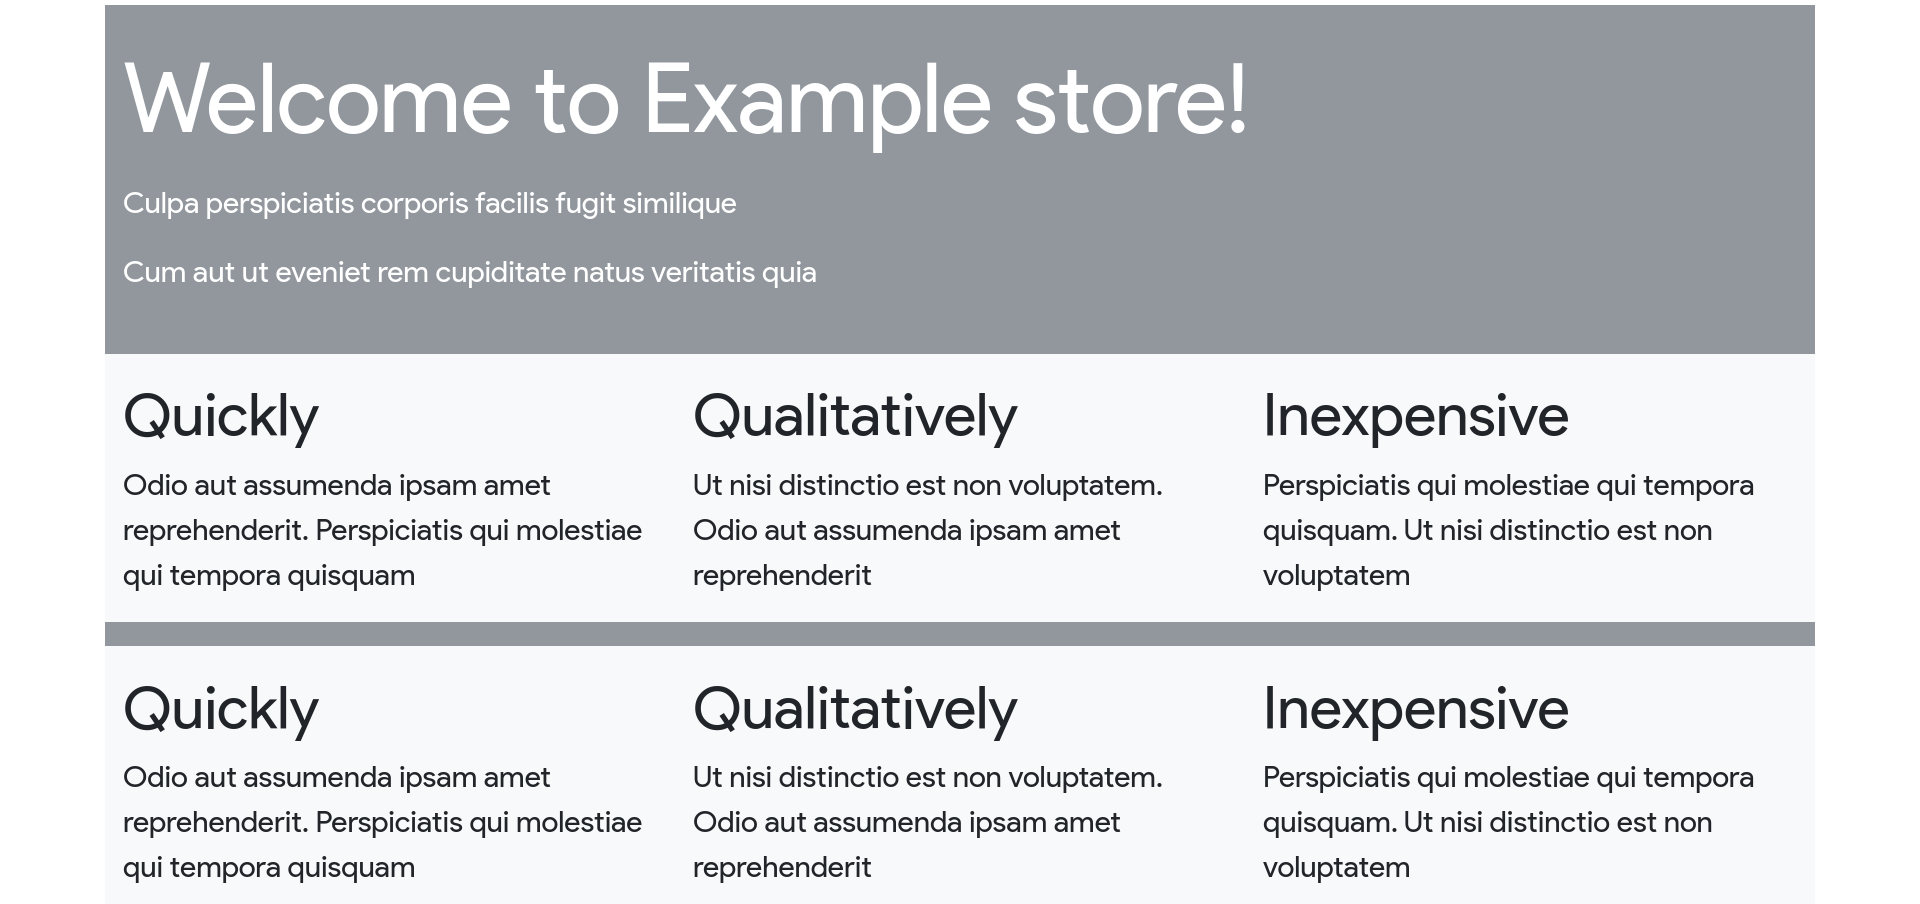 Welcome to Example store!
Culpa perspiciatis corporis facilis fugit similique
Cum aut ut eveniet rem cupiditate natus veritatis quia
Quickly
Odio aut assumenda ipsam amet
reprehenderit. Perspiciatis qui molestiae
qui tempora quisquam
Qualitatively
Ut nisi distinctio est non voluptatem.
Odio aut assumenda ipsam amet
reprehenderit
Inexpensive
Perspiciatis qui molestiae qui tempora
quisquam. Ut nisi distinctio est non
voluptatem
Quickly
Odio aut assumenda ipsam amet
reprehenderit. Perspiciatis qui molestiae
qui tempora quisquam
Qualitatively
Ut nisi distinctio est non voluptatem.
Odio aut assumenda ipsam amet
reprehenderit
Inexpensive
Perspiciatis qui molestiae qui tempora
quisquam. Ut nisi distinctio est non
voluptatem